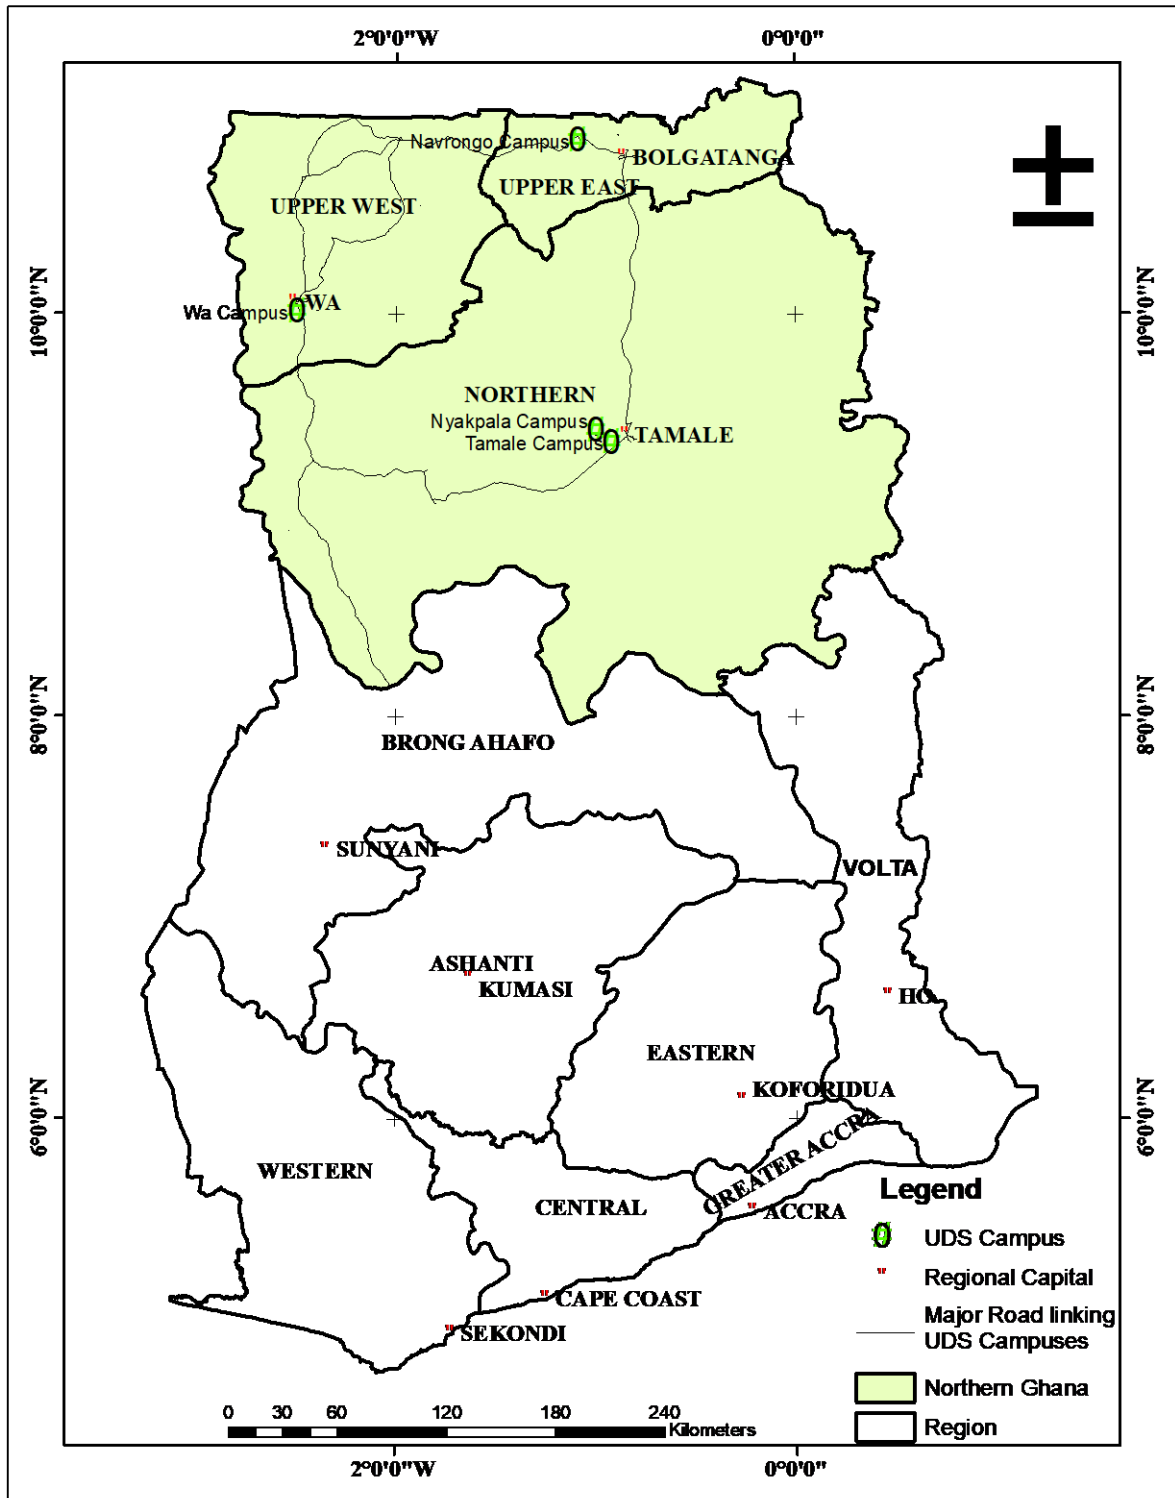 2°0'0"W 0°0'0"
Navrongo Campus
BOLGATANGA
UPPER EAST
UPPER WEST
10°0'0"N
10°0'0"N
WA
Wa Campus
NORTHERN
Nyakpala Campus
TAMALE
Tamale Campus
8°0'0"N
8°0'0"N
BRONG AHAFO
SUNYANI
VOLTA
ASHANTI
KUMASI
HO
EASTERN
KOFORIDUA
6°0'0"N
6°0'0"N
GREATER ACCRA
WESTERN
CENTRAL
ACCRA
CAPE COAST
SEKONDI
Legend
UDS Campus
Regional Capital
Major Road linking
UDS Campuses
Northern Ghana
Region
0 30 60 120 180 240
Kilometers
2°0'0"W 0°0'0"